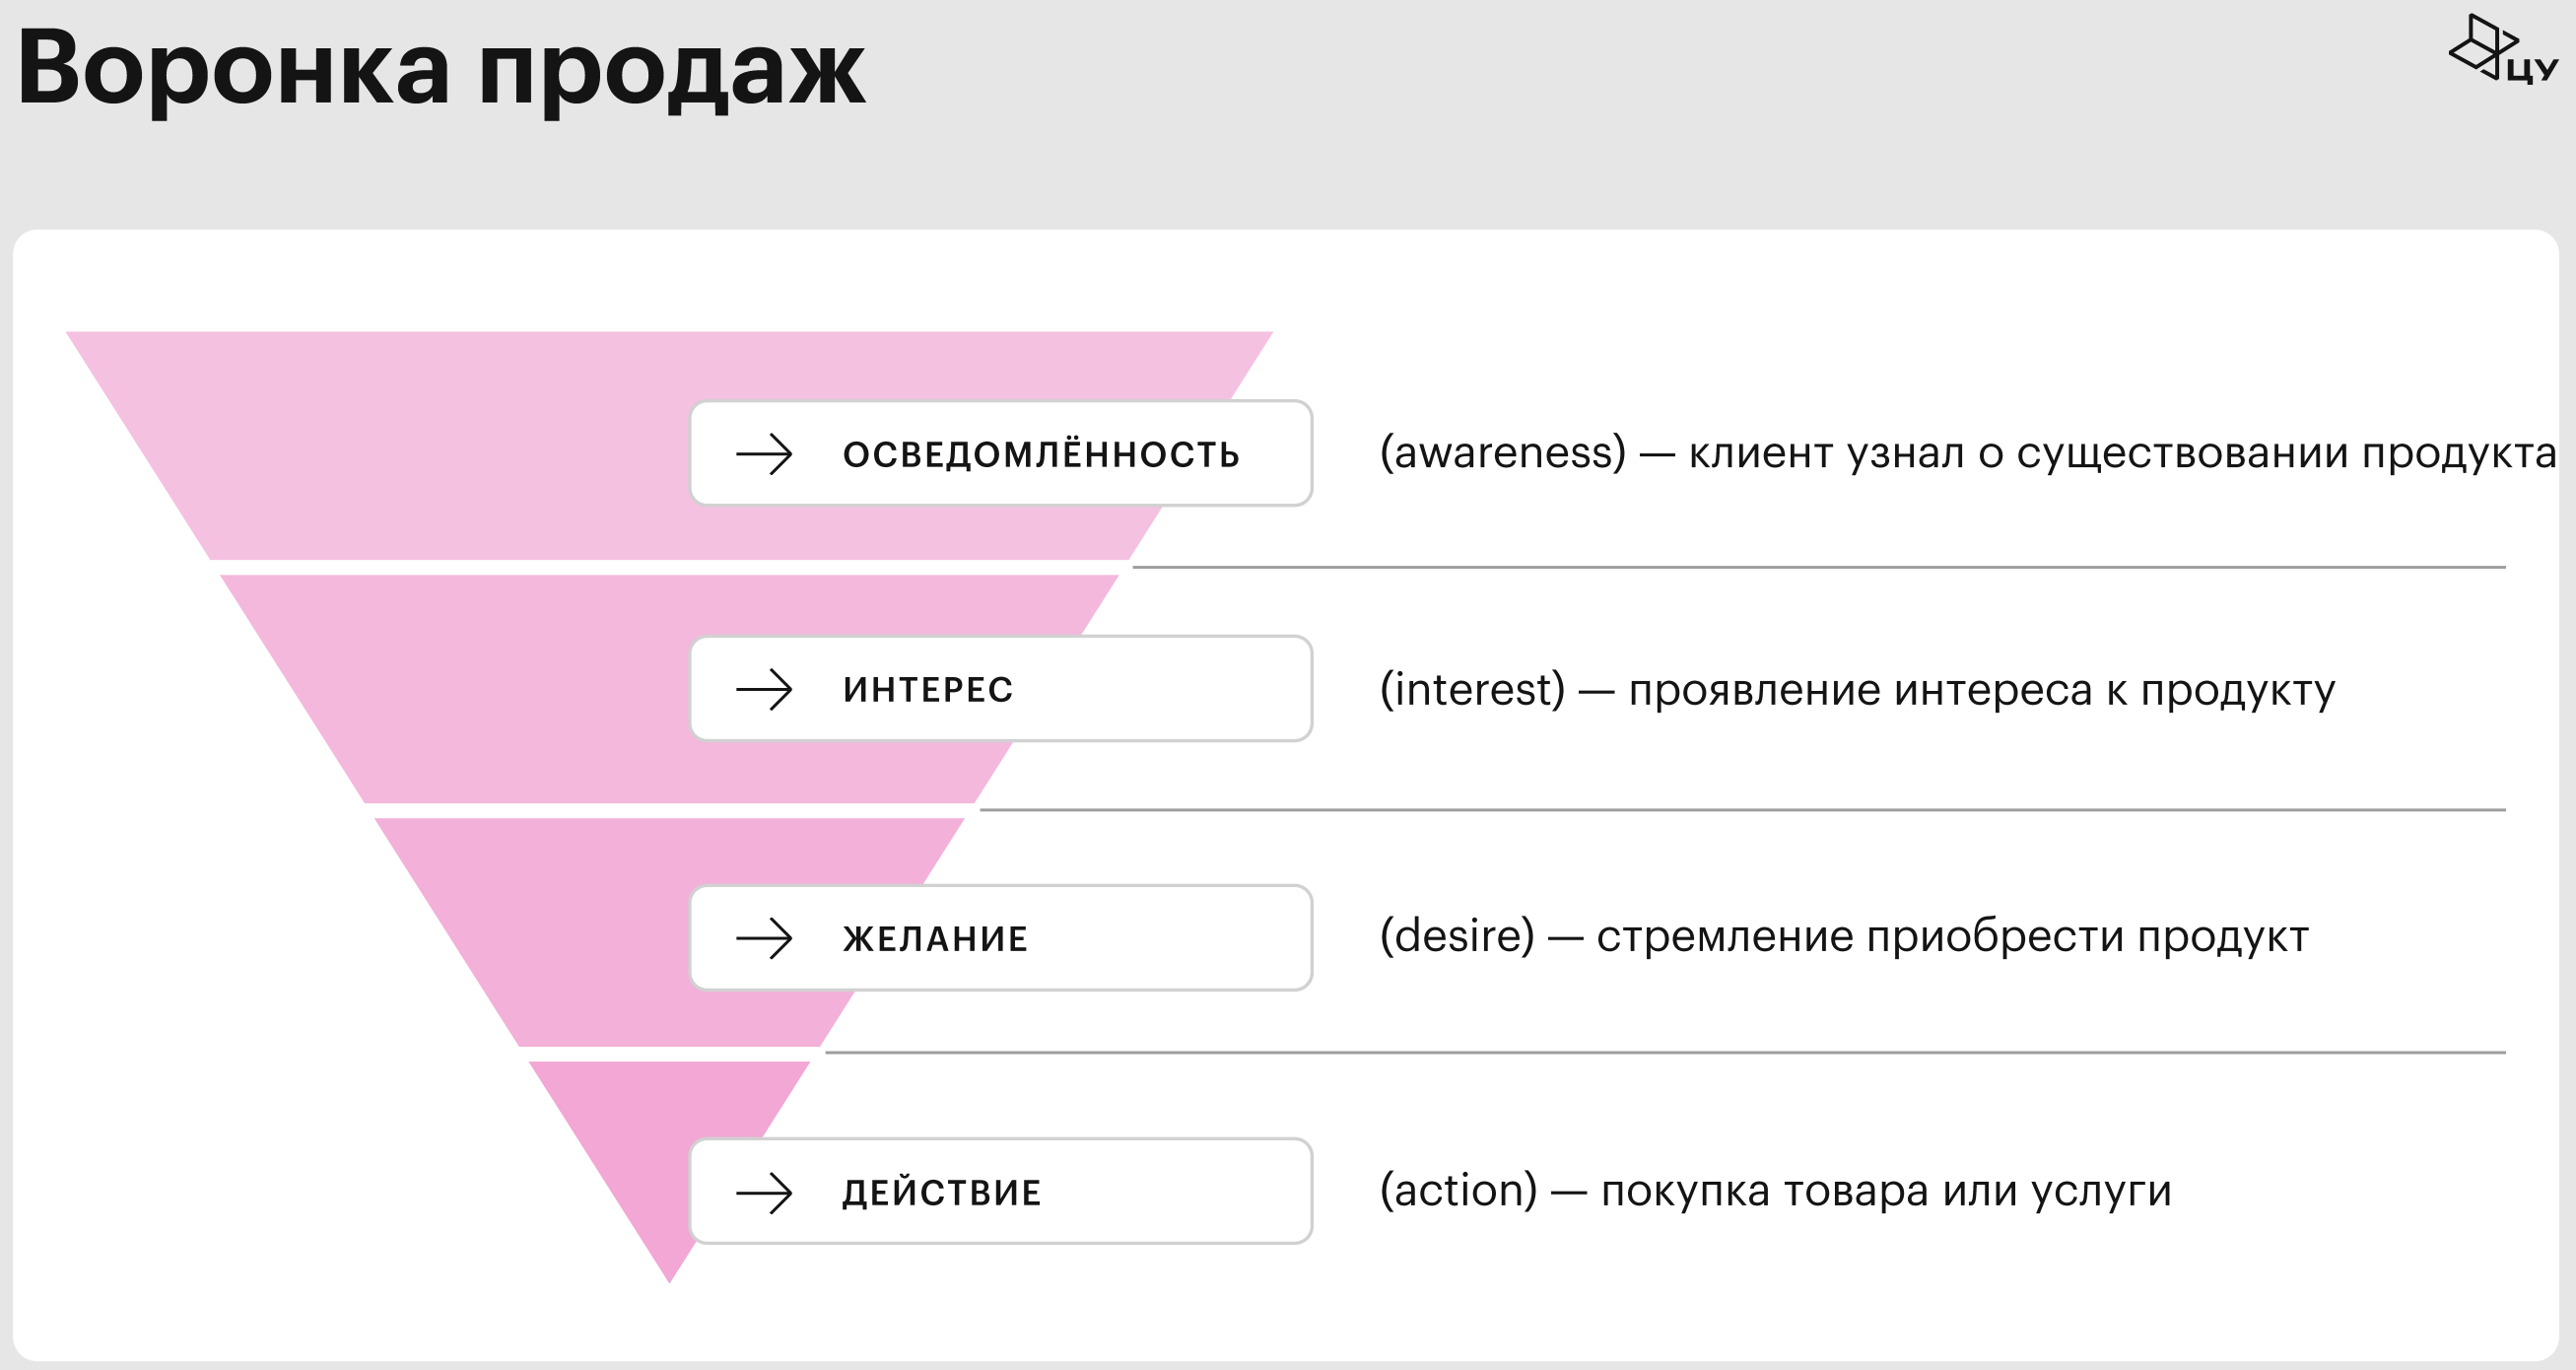 Воронка продаж
ЦУ
ОСВЕДОМЛЁННОСТЬ (awareness) — клиент узнал о существовании продукта
ИНТЕРЕС (interest) — проявление интереса к продукту
ЖЕЛАНИЕ (desire) — стремление приобрести продукт
ДЕЙСТВИЕ (action) — покупка товара или услуги